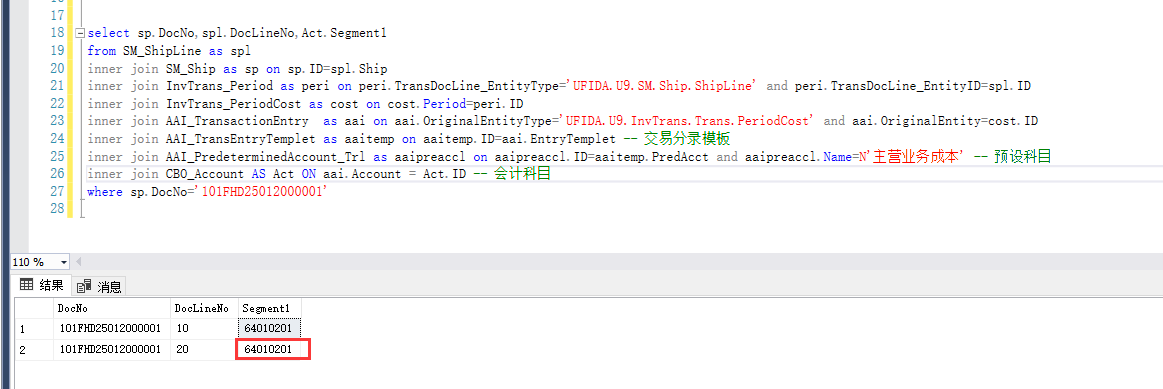 17
18 select sp.DocNo,spl.DocLineNo,Act.Segment1
19 from SM_ShipLine as spl
20 inner join SM_Ship as sp on sp.ID=spl.Ship
21 inner join InvTrans_Period as peri on peri.TransDocLine_EntityType='UFIDA.U9.SM.Ship.ShipLine' and peri.TransDocLine_EntityID=spl.ID
22 inner join InvTrans_PeriodCost as cost on cost.Period=peri.ID
23 inner join AAI_TransactionEntry  as aai on aai.OriginalEntityType='UFIDA.U9.InvTrans.Trans.PeriodCost' and aai.OriginalEntity=cost.ID
24 inner join AAI_TransEntryTemplet as aaitemp on aaitemp.ID=aai.EntryTemplet -- 交易分录模板
25 inner join AAI_PredeterminedAccount_Trl as aaipreaccl on aaipreaccl.ID=aaitemp.PredAcct and aaipreaccl.Name=N'主营业务成本' -- 预设科目
26 inner join CBO_Account AS Act ON aai.Account = Act.ID -- 会计科目
27 where sp.DocNo='101FHD25012000001'
28
110 %
结果 消息
DocNo DocLineNo Segment1
1 101FHD25012000001 10 64010201
2 101FHD25012000001 20 64010201